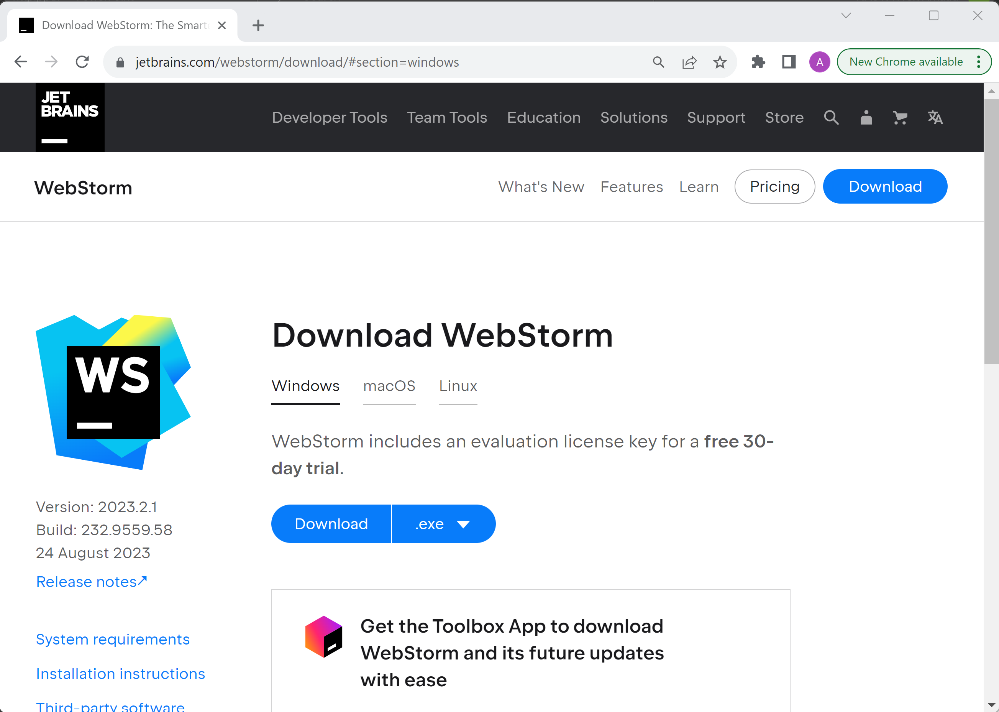 Download WebStorm: The Smart
jetbrains.com/webstorm/download/#section=windows
A
New Chrome available
JET
BRAINS
Developer Tools Team Tools Education Solutions Support Store
WebStorm
What's New Features Learn Pricing Download
WS
Download WebStorm
Windows macOS Linux
WebStorm includes an evaluation license key for a free 30-
day trial.
Download .exe
Version: 2023.2.1
Build: 232.9559.58
24 August 2023
Release notes↗
System requirements
Installation instructions
Third-party software
Get the Toolbox App to download
WebStorm and its future updates
with ease